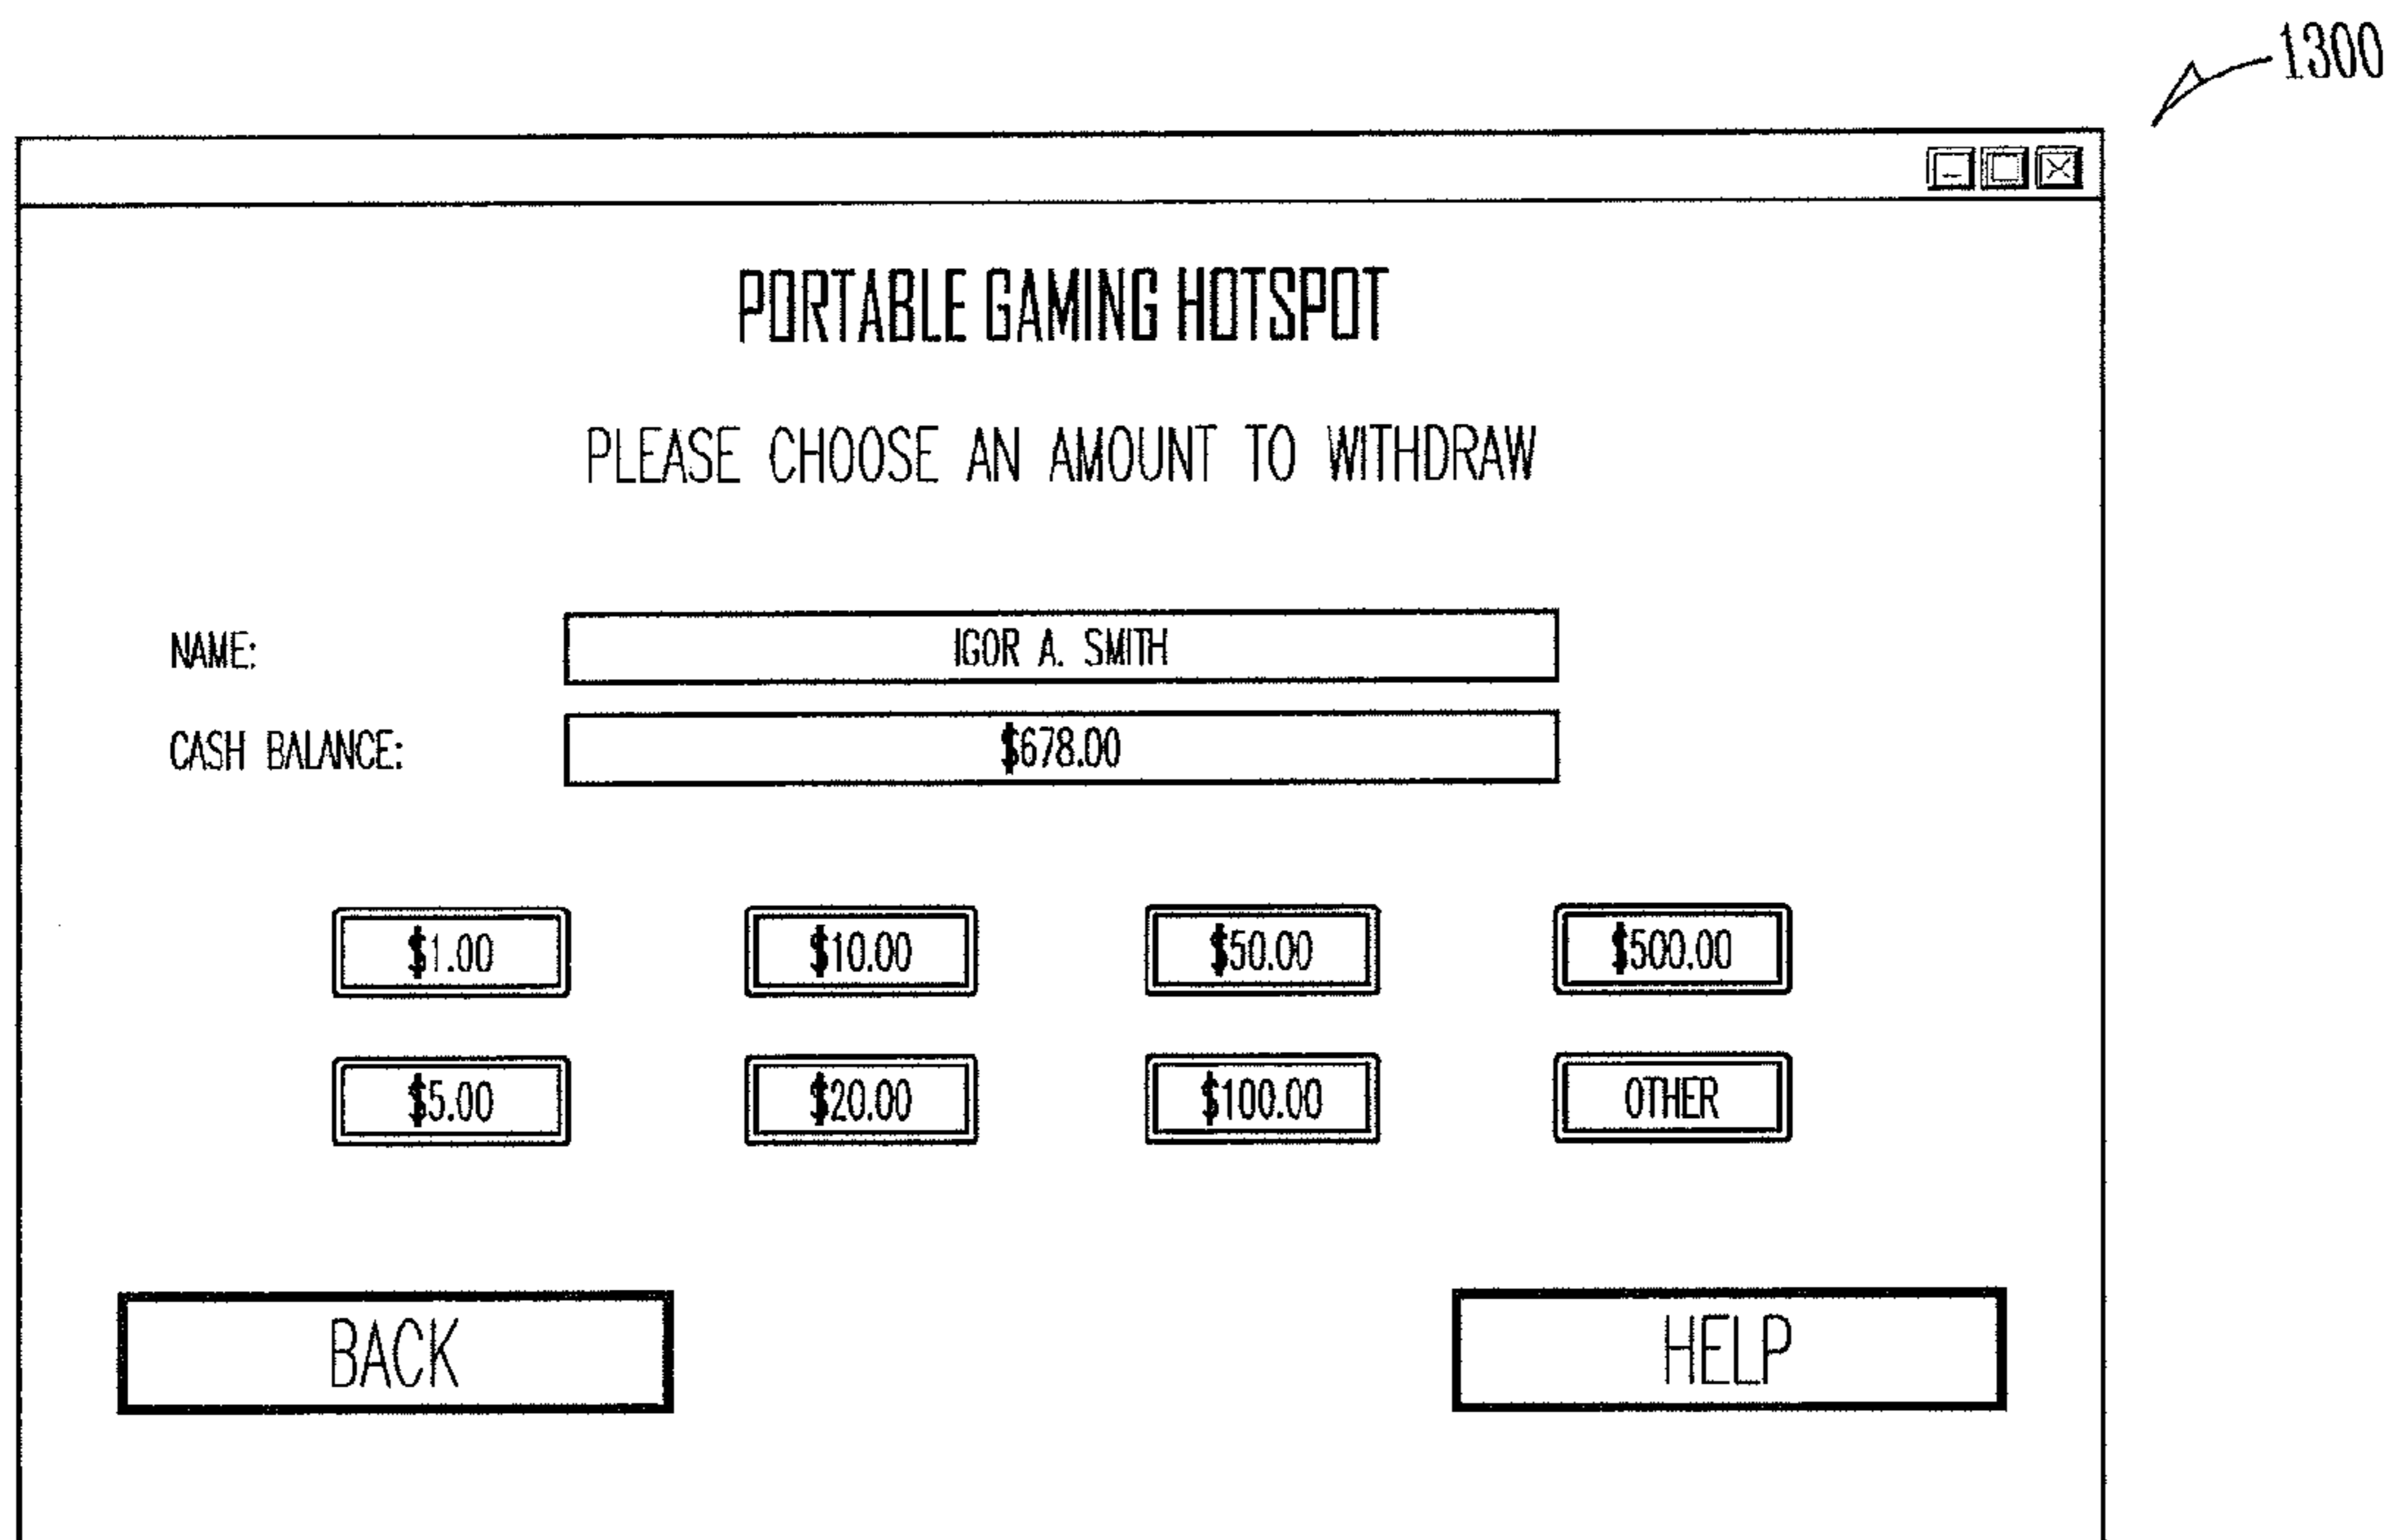 1300
PORTABLE GAMING HOTSPOT
PLEASE CHOOSE AN AMOUNT TO WITHDRAW
NAME: IGOR A. SMITH
CASH BALANCE: $678.00
$1.00 $10.00 $50.00 $500.00
$5.00 $20.00 $100.00 OTHER
BACK HELP